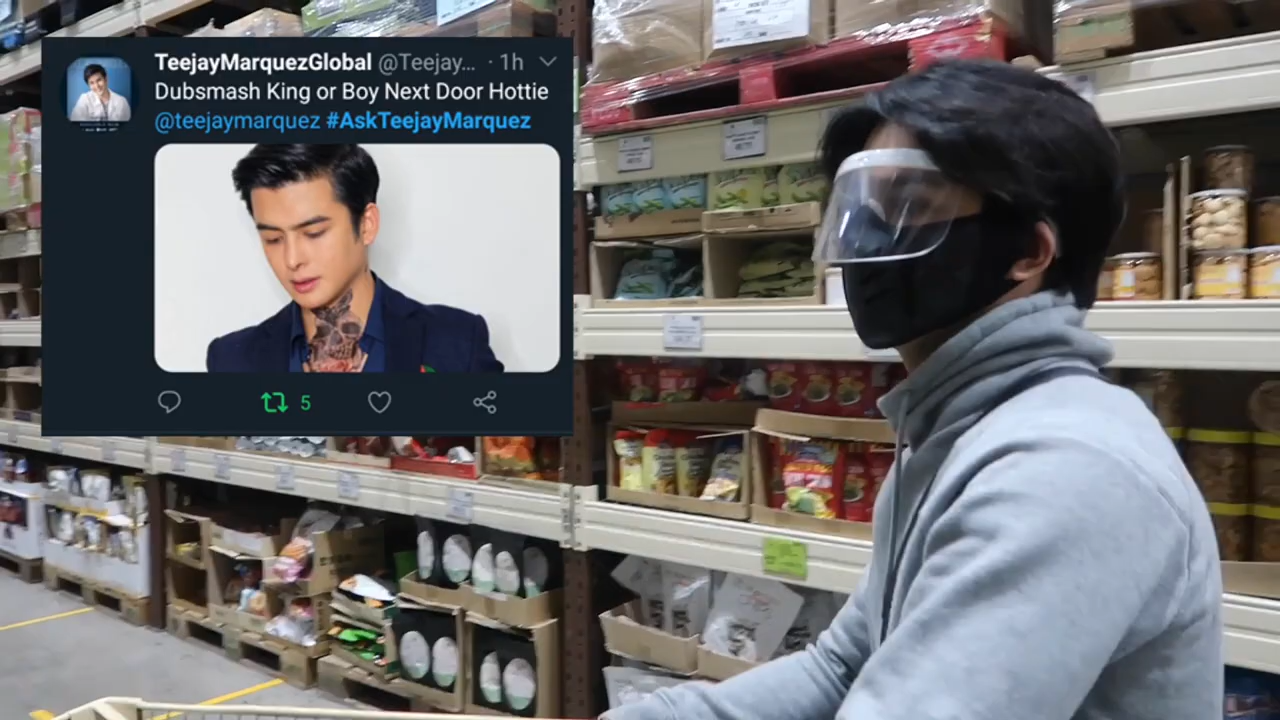 TeejayMarquezGlobal @Teejay... · 1h
Dubsmash King or Boy Next Door Hottie
@teejaymarquez #AskTeejayMarquez
5